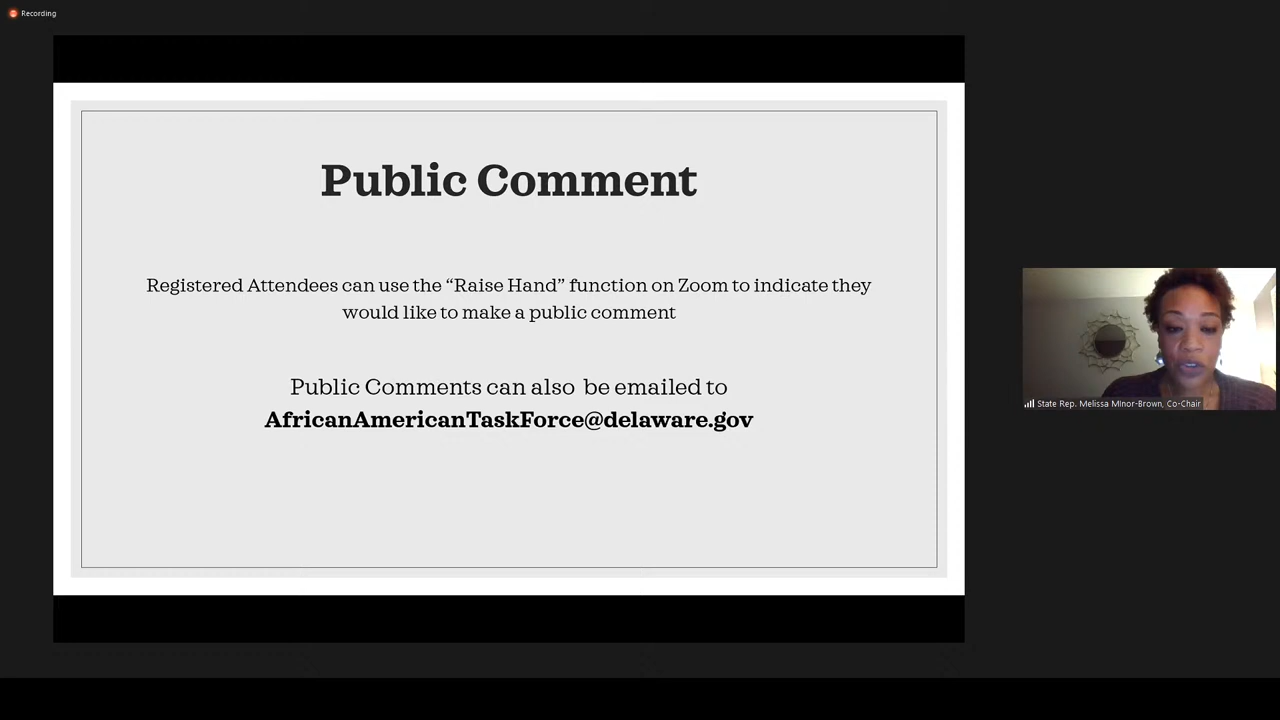 Recording
Public Comment
Registered Attendees can use the “Raise Hand” function on Zoom to indicate they
would like to make a public comment
Public Comments can also  be emailed to
AfricanAmericanTaskForce@delaware.gov
State Rep. Melissa MInor-Brown, Co-Chair